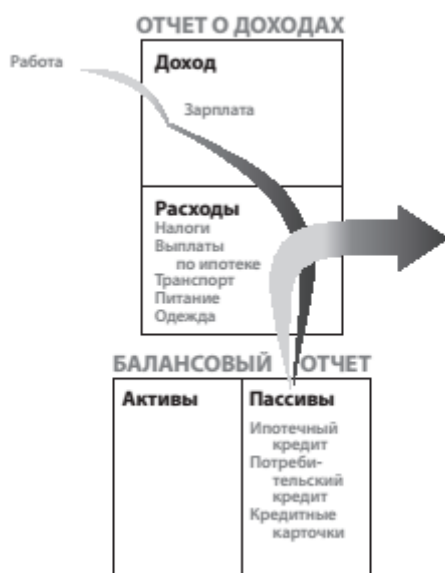 ОТЧЕТ О ДОХОДАХ
Работа
Доход
Зарплата
Расходы
Налоги
Выплаты
по ипотеке
Транспорт
Питание
Одежда
БАЛАНСОВЫЙ ОТЧЕТ
Активы
Пассивы
Ипотечный
кредит
Потреби-
тельский
кредит
Кредитные
карточки